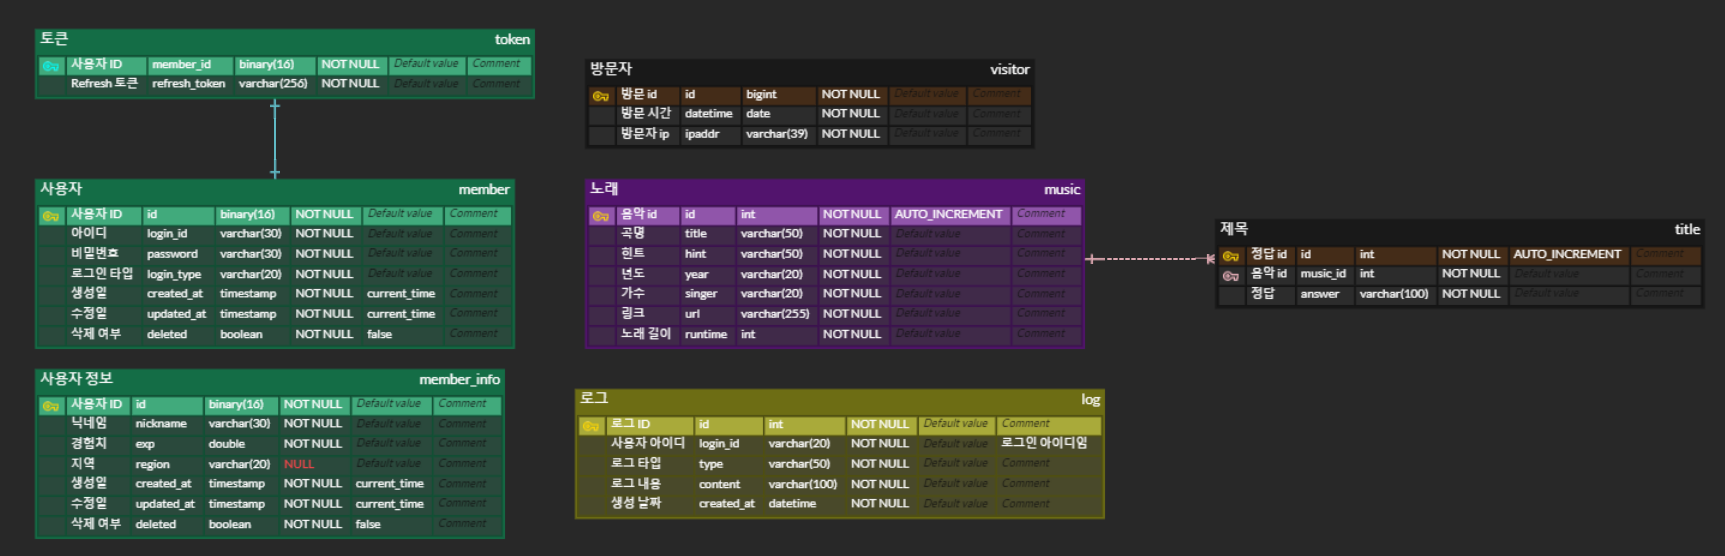 토큰 token
사용자 ID member_id binary(16) NOT NULL Default value Comment
Refresh 토큰 refresh_token varchar(256) NOT NULL Default value Comment
사용자 member
사용자 ID id binary(16) NOT NULL Default value Comment
아이디 login_id varchar(30) NOT NULL Default value Comment
비밀번호 password varchar(30) NOT NULL Default value Comment
로그인 타입 login_type varchar(20) NOT NULL Default value Comment
생성일 created_at timestamp NOT NULL current_time Comment
수정일 updated_at timestamp NOT NULL current_time Comment
삭제 여부 deleted boolean NOT NULL false Comment
사용자 정보 member_info
사용자 ID id binary(16) NOT NULL Default value Comment
닉네임 nickname varchar(30) NOT NULL Default value Comment
경험치 exp double NOT NULL Default value Comment
지역 region varchar(20) NULL Default value Comment
생성일 created_at timestamp NOT NULL current_time Comment
수정일 updated_at timestamp NOT NULL current_time Comment
삭제 여부 deleted boolean NOT NULL false Comment
방문자 visitor
방문 id id bigint NOT NULL Default value Comment
방문 시간 datetime date NOT NULL Default value Comment
방문자 ip ipaddr varchar(39) NOT NULL Default value Comment
노래 music
음악 id id int NOT NULL AUTO_INCREMENT Comment
곡명 title varchar(50) NOT NULL Default value Comment
힌트 hint varchar(50) NOT NULL Default value Comment
년도 year varchar(20) NOT NULL Default value Comment
가수 singer varchar(20) NOT NULL Default value Comment
링크 url varchar(255) NOT NULL Default value Comment
노래 길이 runtime int NOT NULL Default value Comment
로그 log
로그 ID id int NOT NULL Default value Comment
사용자 아이디 login_id varchar(20) NOT NULL Default value 로그인 아이디임
로그 타입 type varchar(50) NOT NULL Default value Comment
로그 내용 content varchar(100) NOT NULL Default value Comment
생성 날짜 created_at datetime NOT NULL Default value Comment
제목 title
정답 id id int NOT NULL AUTO_INCREMENT Comment
음악 id music_id int NOT NULL Default value Comment
정답 answer varchar(100) NOT NULL Default value Comment